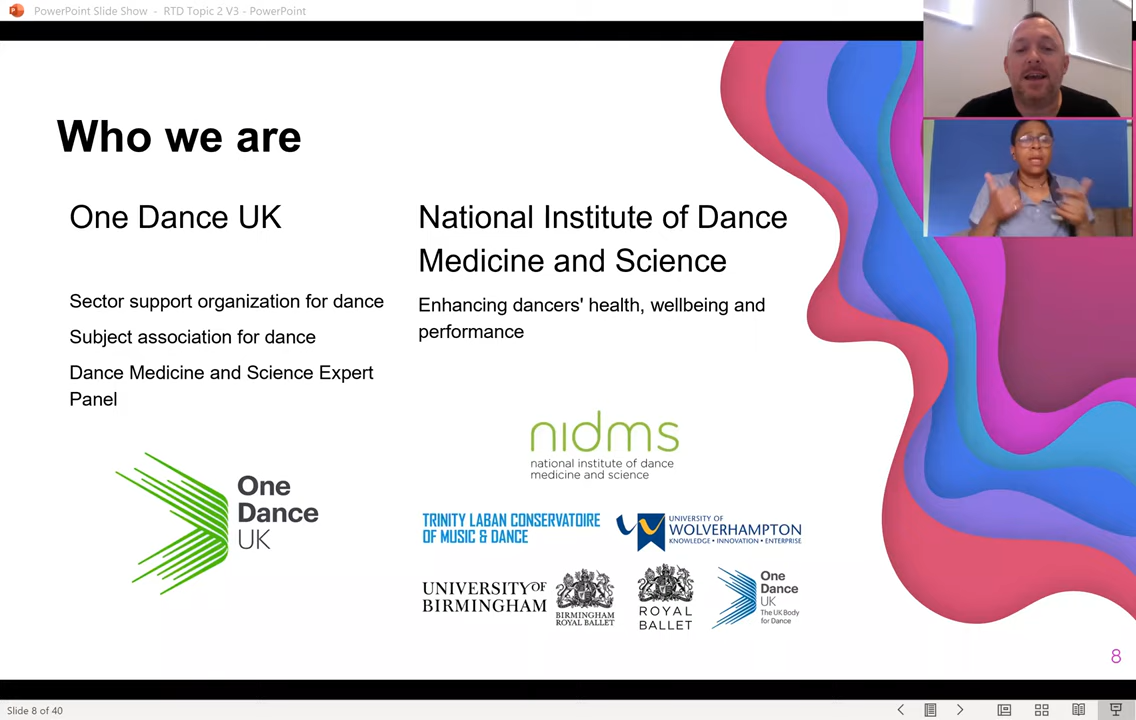 PowerPoint Slide Show - RTD Topic 2 V3 - PowerPoint
Who we are
One Dance UK
Sector support organization for dance
Subject association for dance
Dance Medicine and Science Expert
Panel
One
Dance
UK
National Institute of Dance
Medicine and Science
Enhancing dancers' health, wellbeing and
performance
nidms
national institute of dance
medicine and science
TRINITY LABAN CONSERVATOIRE
OF MUSIC & DANCE
UNIVERSITY OF
WOLVERHAMPTON
KNOWLEDGE • INNOVATION • ENTERPRISE
UNIVERSITY OF
BIRMINGHAM
BIRMINGHAM
ROYAL BALLET
ROYAL
BALLET
One
Dance
UK
The UK Body
for Dance
8
Slide 8 of 40